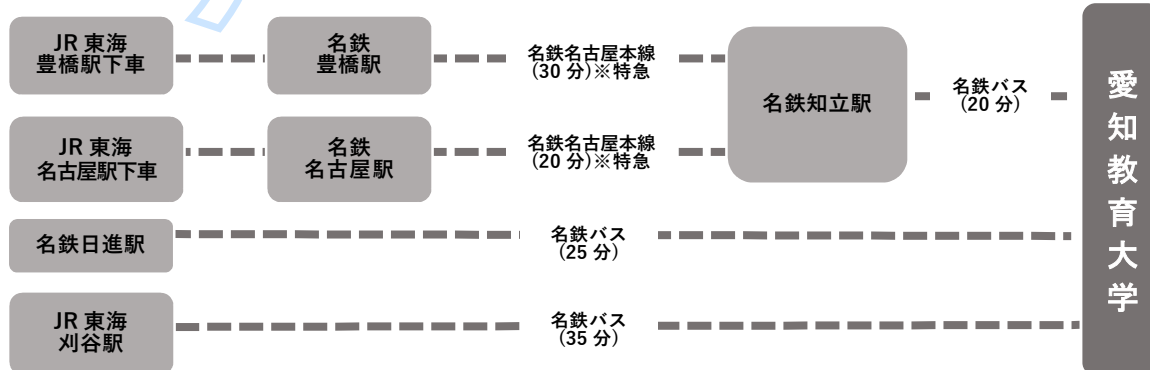 JR 東海
豊橋駅下車
名鉄
豊橋駅
名鉄名古屋本線
(30 分)※特急
名鉄知立駅
名鉄バス
(20 分)
JR 東海
名古屋駅下車
名鉄
名古屋駅
名鉄名古屋本線
(20 分)※特急
名鉄日進駅
名鉄バス
(25 分)
JR 東海
刈谷駅
名鉄バス
(35 分)
愛知教育大学